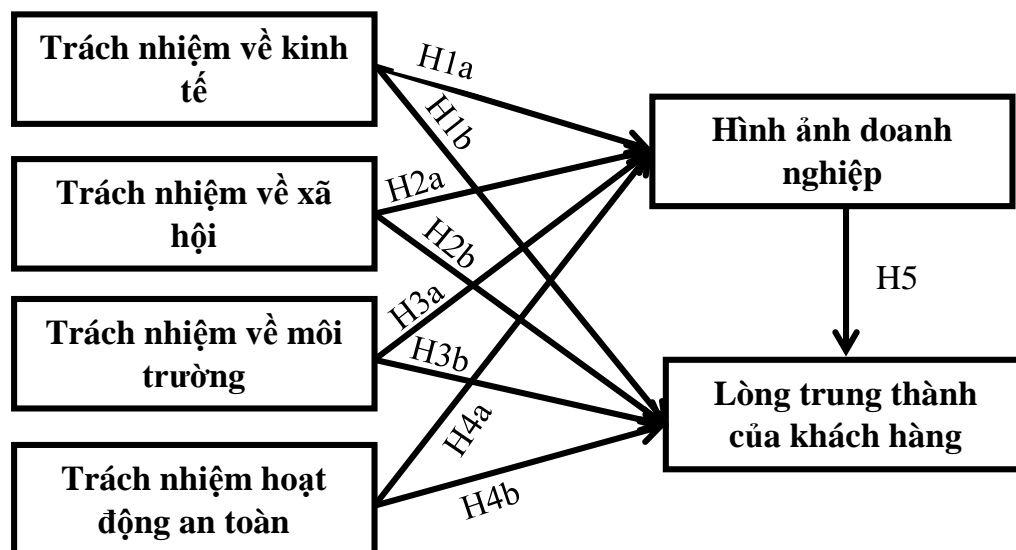 Trách nhiệm về kinh
tế
H1a
H1b
Hình ảnh doanh
nghiệp
Trách nhiệm về xã
hội
H2a
H2b
H5
Trách nhiệm về môi
trường
H3a
H3b
Lòng trung thành
của khách hàng
Trách nhiệm hoạt
động an toàn
H4a
H4b